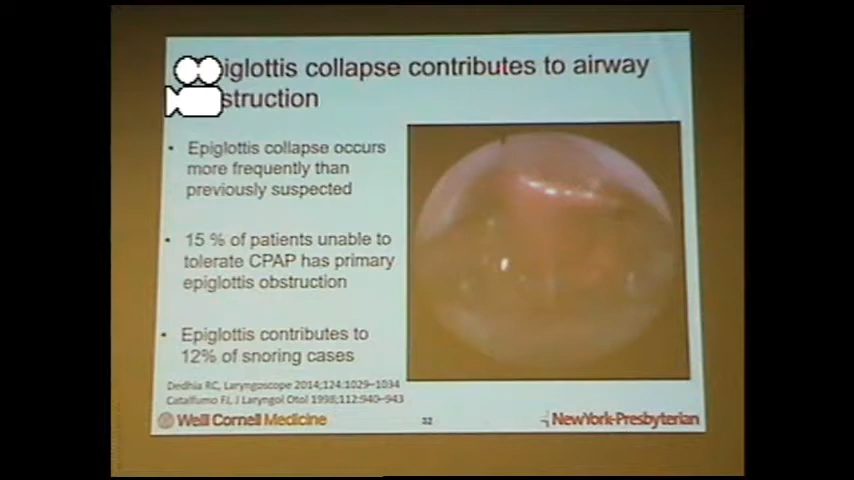 iglottis collapse contributes to airway
struction
• Epiglottis collapse occurs
more frequently than
previously suspected
• 15 % of patients unable to
tolerate CPAP has primary
epiglottis obstruction
• Epiglottis contributes to
12% of snoring cases
Dedhia RC, Laryngoscope 2014;124:1029-1034
Catalfumo FJ, J Laryngol Otol 1998;112:940-943
Weill Cornell Medicine
32
NewYork-Presbyterian